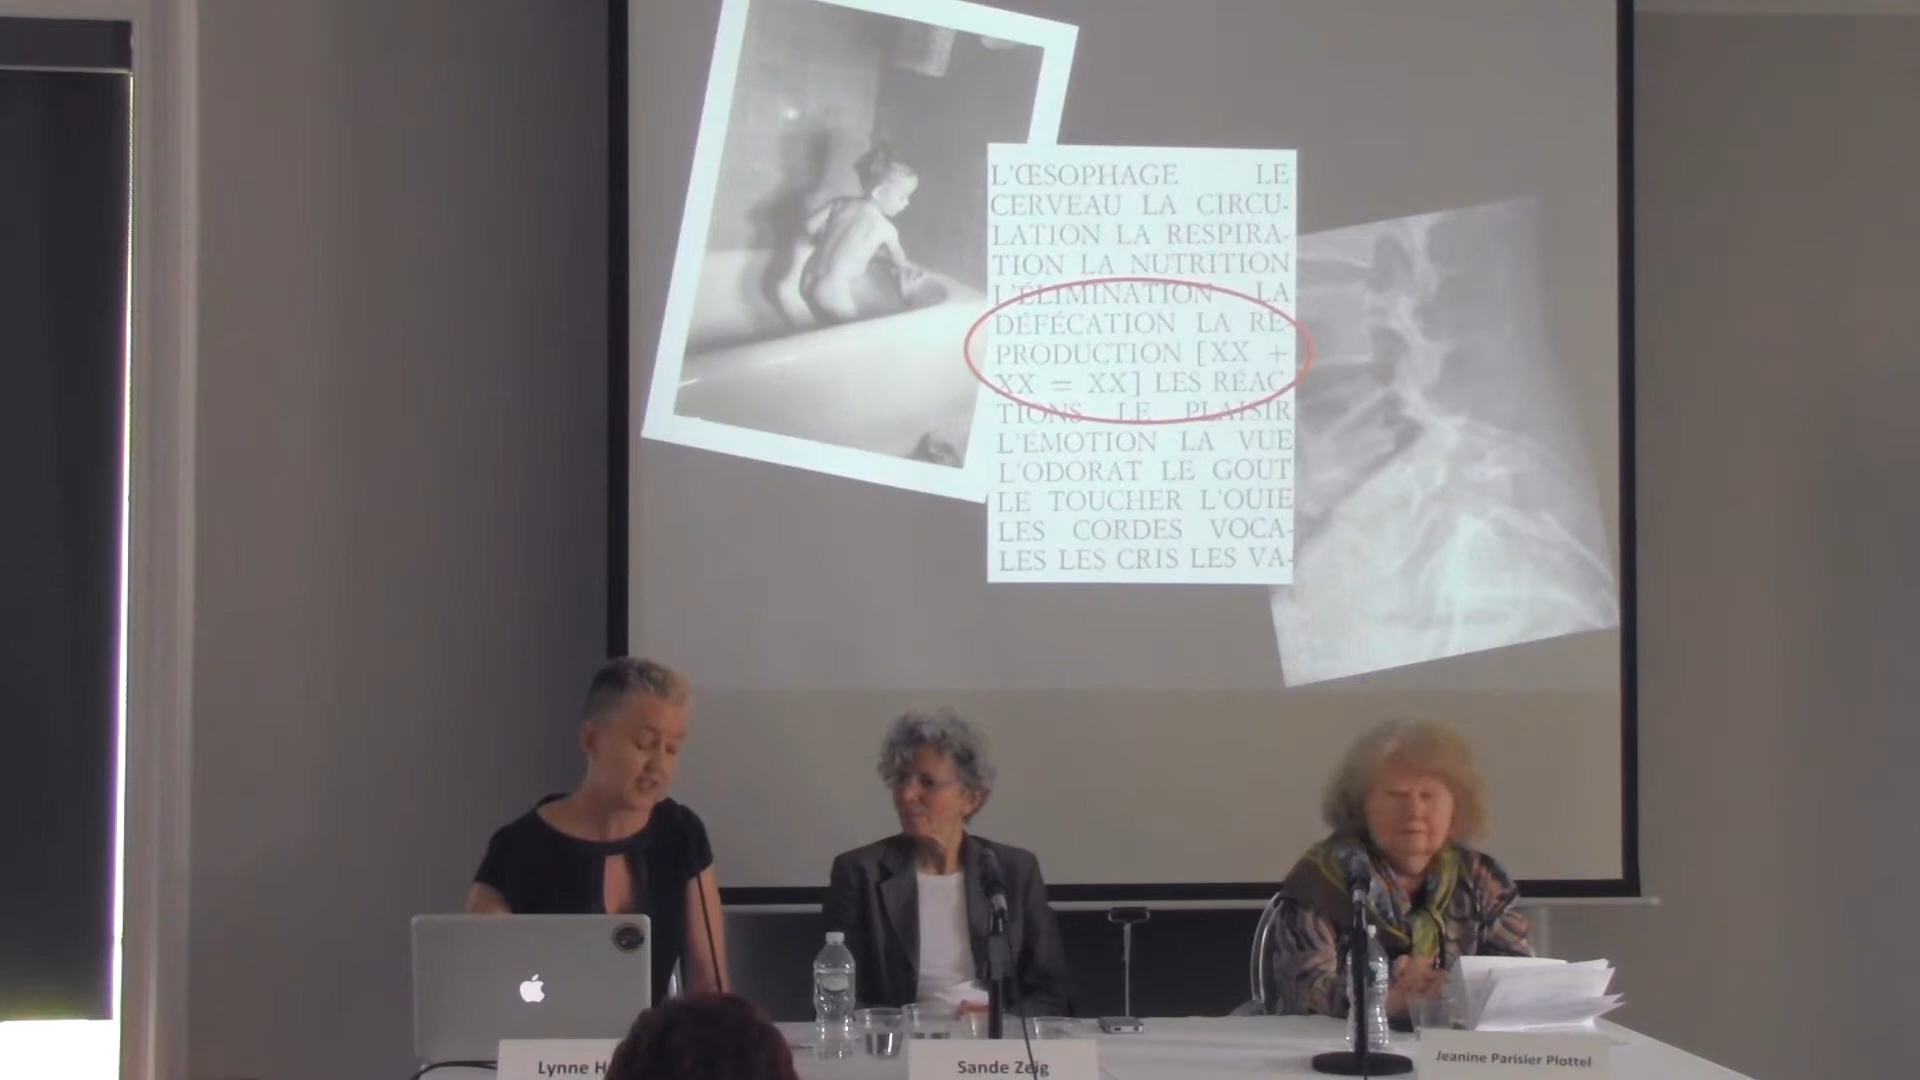 L'ŒSOPHAGE LE
CERVEAU LA CIRCU-
LATION LA RESPIRA-
TION LA NUTRITION
L'ÉLIMINATION LA
DÉFÉCATION LA RE-
PRODUCTION [XX +
XX = XX] LES RÉAC
TIONS LE PLAISIR
L'ÉMOTION LA VUE
L'ODORAT LE GOUT
LE TOUCHER L'OUIE
LES CORDES VOCA-
LES LES CRIS LES VA-
Lynne
Sande Zeig
Jeanine Parisier Plottel